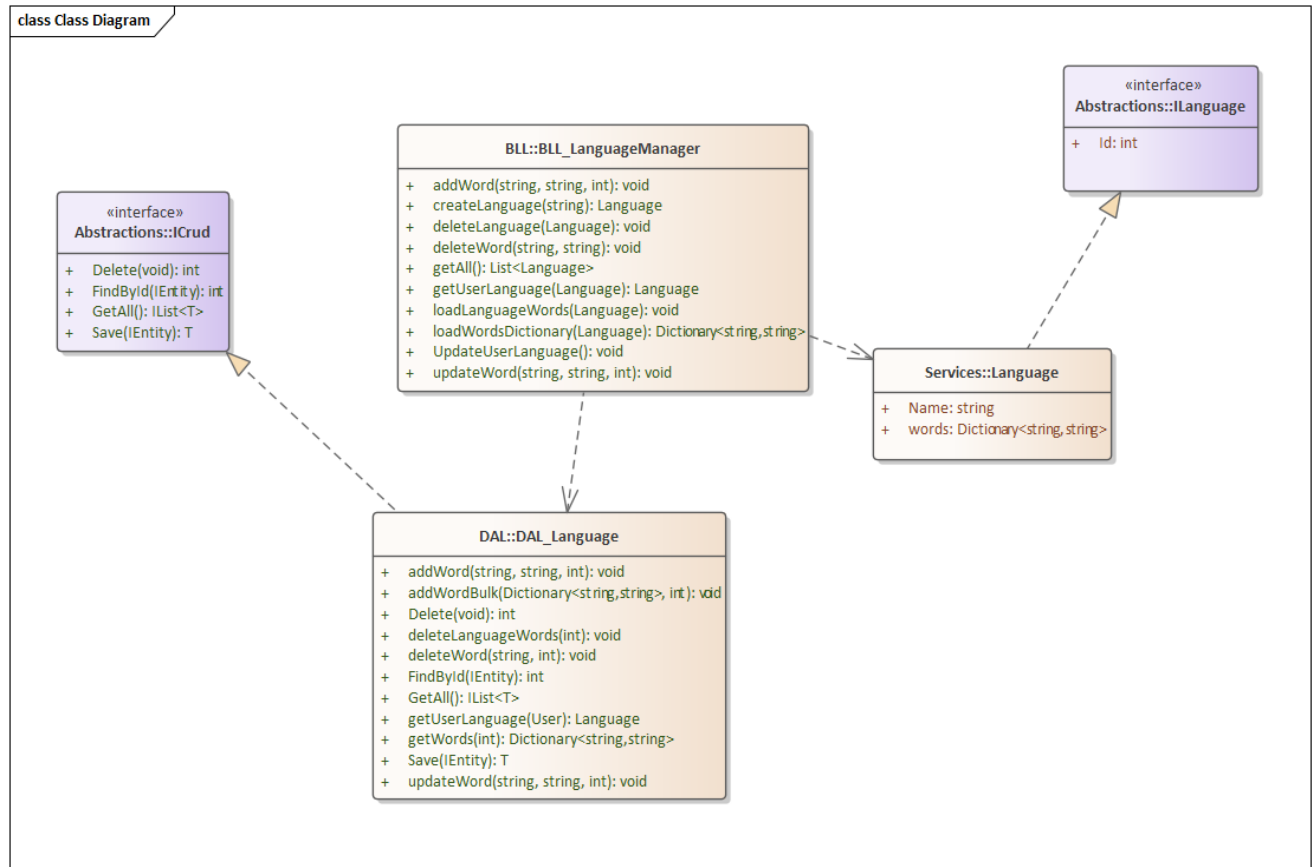 class Class Diagram
«interface»
Abstractions::ILanguage
+ Id: int
BLL::BLL_LanguageManager
+ addWord(string, string, int): void
+ createLanguage(string): Language
+ deleteLanguage(Language): void
+ deleteWord(string, string): void
+ getAll(): List<Language>
+ getUserLanguage(Language): Language
+ loadLanguageWords(Language): void
+ loadWordsDictionary(Language): Dictionary<string,string>
+ UpdateUserLanguage(): void
+ updateWord(string, string, int): void
«interface»
Abstractions::ICrud
+ Delete(void): int
+ FindById(IEntity): int
+ GetAll(): IList<T>
+ Save(IEntity): T
Services::Language
+ Name: string
+ words: Dictionary<string,string>
DAL::DAL_Language
+ addWord(string, string, int): void
+ addWordBulk(Dictionary<string,string>, int): void
+ Delete(void): int
+ deleteLanguageWords(int): void
+ deleteWord(string, int): void
+ FindById(IEntity): int
+ GetAll(): IList<T>
+ getUserLanguage(User): Language
+ getWords(int): Dictionary<string,string>
+ Save(IEntity): T
+ updateWord(string, string, int): void